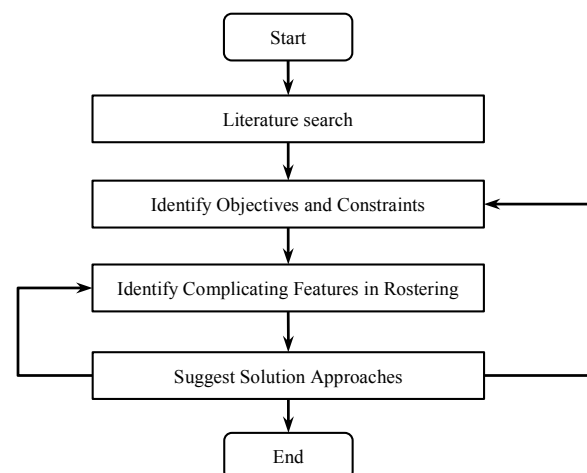 Start
Literature search
Identify Objectives and Constraints
Identify Complicating Features in Rostering
Suggest Solution Approaches
End